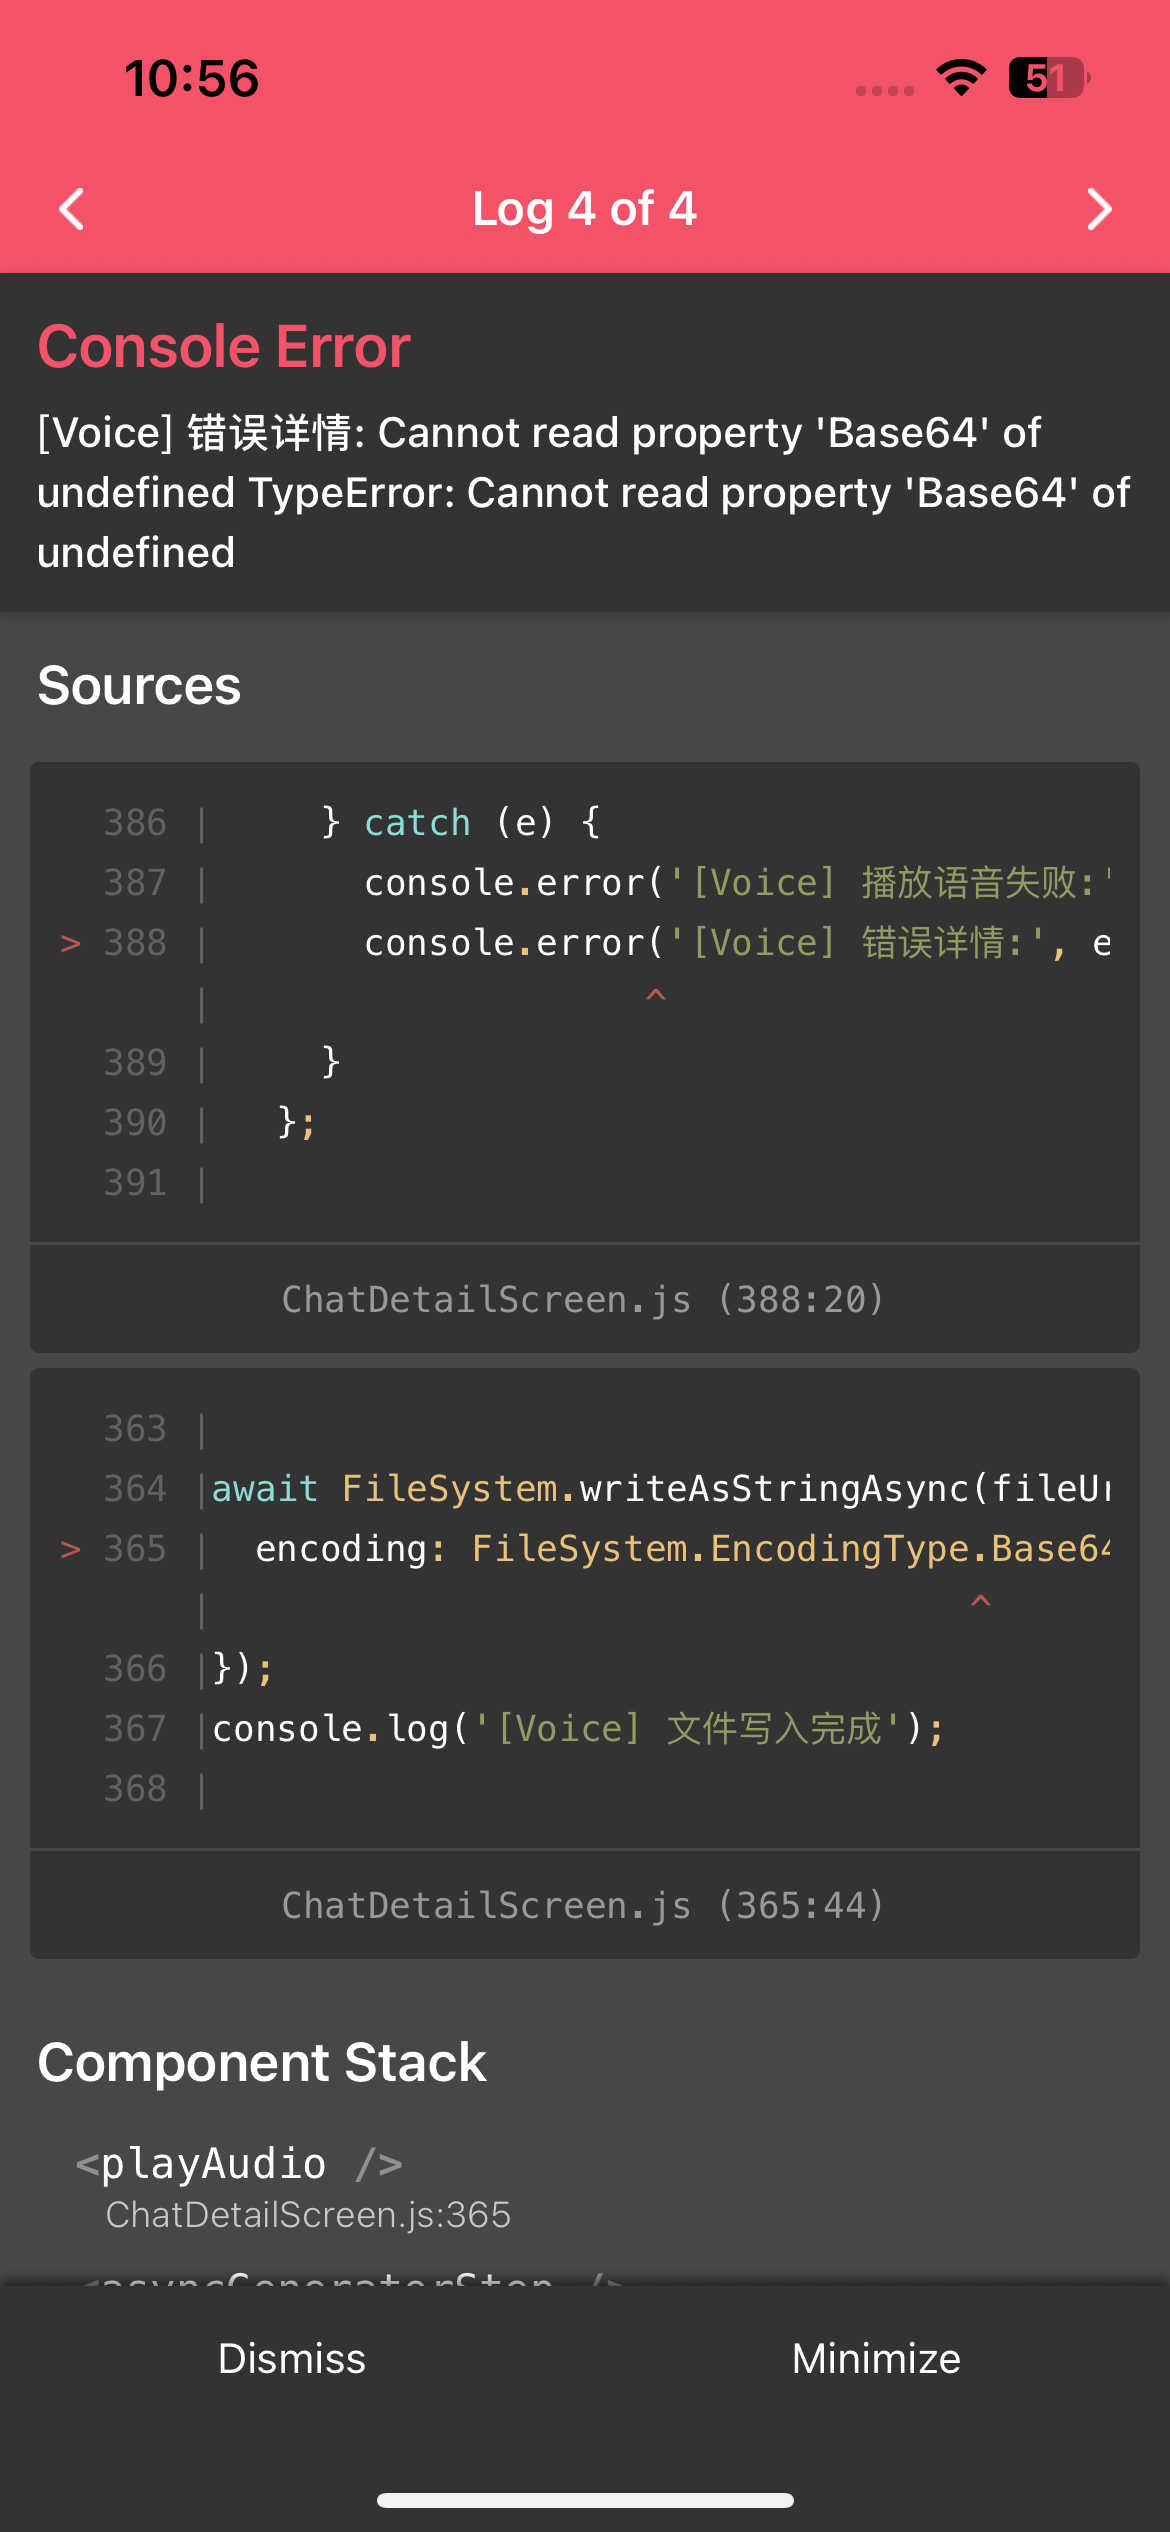 10:56
51
Log 4 of 4
Console Error
[Voice] 错误详情: Cannot read property 'Base64' of
undefined TypeError: Cannot read property 'Base64' of
undefined
Sources
386 |     } catch (e) {
387 |       console.error('[Voice] 播放语音失败:'
> 388 |       console.error('[Voice] 错误详情:', e
|                    ^
389 |     }
390 |   };
391 |
ChatDetailScreen.js (388:20)
363 |
364 |await FileSystem.writeAsStringAsync(fileUr
> 365 |  encoding: FileSystem.EncodingType.Base64
|                                   ^
366 |});
367 |console.log('[Voice] 文件写入完成');
368 |
ChatDetailScreen.js (365:44)
Component Stack
<playAudio />
ChatDetailScreen.js:365
<asyncGeneratorStep />
Dismiss
Minimize